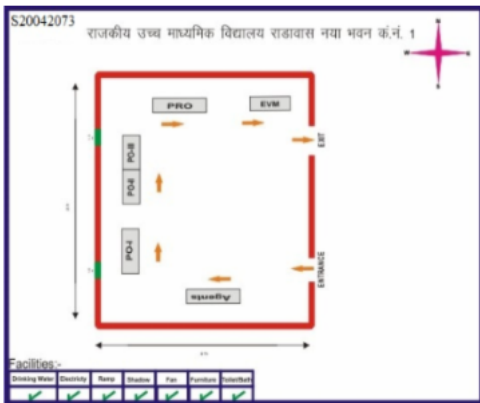 S20042073
राजकीय उच्च माध्यमिक विद्यालय राडावास नया भवन कं.नं. 1
PRO
EVM
EXIT
PO-III
PO-II
PO-I
ENTRANCE
Agents
Facilities:-
Drinking Water Electricity Ramp Shadow Fan Furniture Toilet/Bath